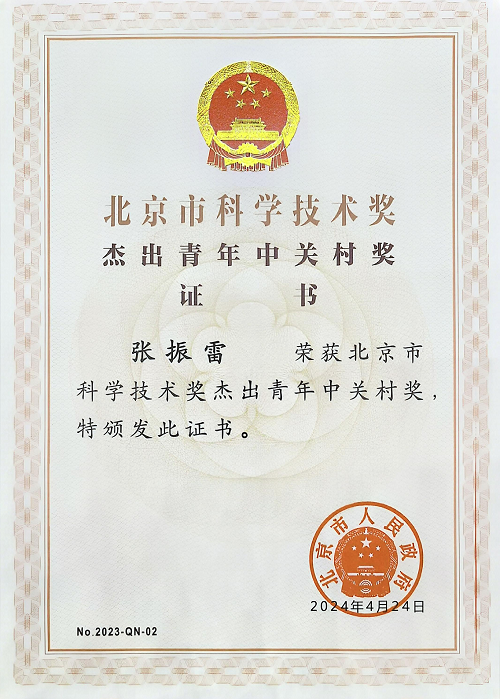 北京市科学技术奖
杰出青年中关村奖
证 书
张振雷 荣获北京市
科学技术奖杰出青年中关村奖，
特颁发此证书。
北京市人民政府
2024年4月24日
No.2023-QN-02